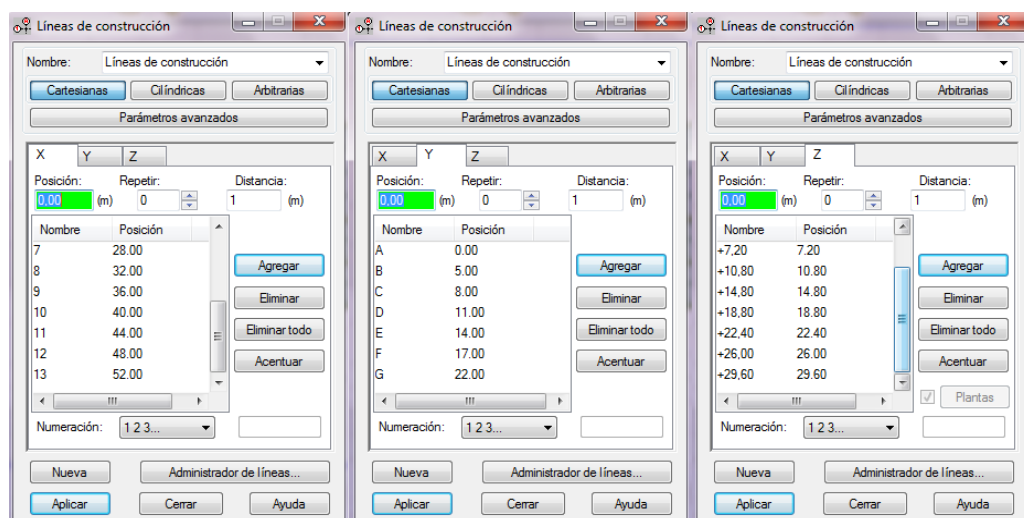 Líneas de construcción
Nombre: Líneas de construcción
Cartesianas Cilíndricas Arbitrarias
Parámetros avanzados
X Y Z
Posición: Repetir: Distancia:
0,00 (m) 0 1 (m)
Nombre Posición
7 28.00
8 32.00
9 36.00
10 40.00
11 44.00
12 48.00
13 52.00
Agregar
Eliminar
Eliminar todo
Acentuar
Numeración: 1 2 3...
Nueva Administrador de líneas...
Aplicar Cerrar Ayuda
Líneas de construcción
Nombre: Líneas de construcción
Cartesianas Cilíndricas Arbitrarias
Parámetros avanzados
X Y Z
Posición: Repetir: Distancia:
0,00 (m) 0 1 (m)
Nombre Posición
A 0.00
B 5.00
C 8.00
D 11.00
E 14.00
F 17.00
G 22.00
Agregar
Eliminar
Eliminar todo
Acentuar
Numeración: 1 2 3...
Nueva Administrador de líneas...
Aplicar Cerrar Ayuda
Líneas de construcción
Nombre: Líneas de construcción
Cartesianas Cilíndricas Arbitrarias
Parámetros avanzados
X Y Z
Posición: Repetir: Distancia:
0,00 (m) 0 1 (m)
Nombre Posición
+7,20 7.20
+10,80 10.80
+14,80 14.80
+18,80 18.80
+22,40 22.40
+26,00 26.00
+29,60 29.60
Agregar
Eliminar
Eliminar todo
Acentuar
Plantas
Numeración: 1 2 3...
Nueva Administrador de líneas...
Aplicar Cerrar Ayuda